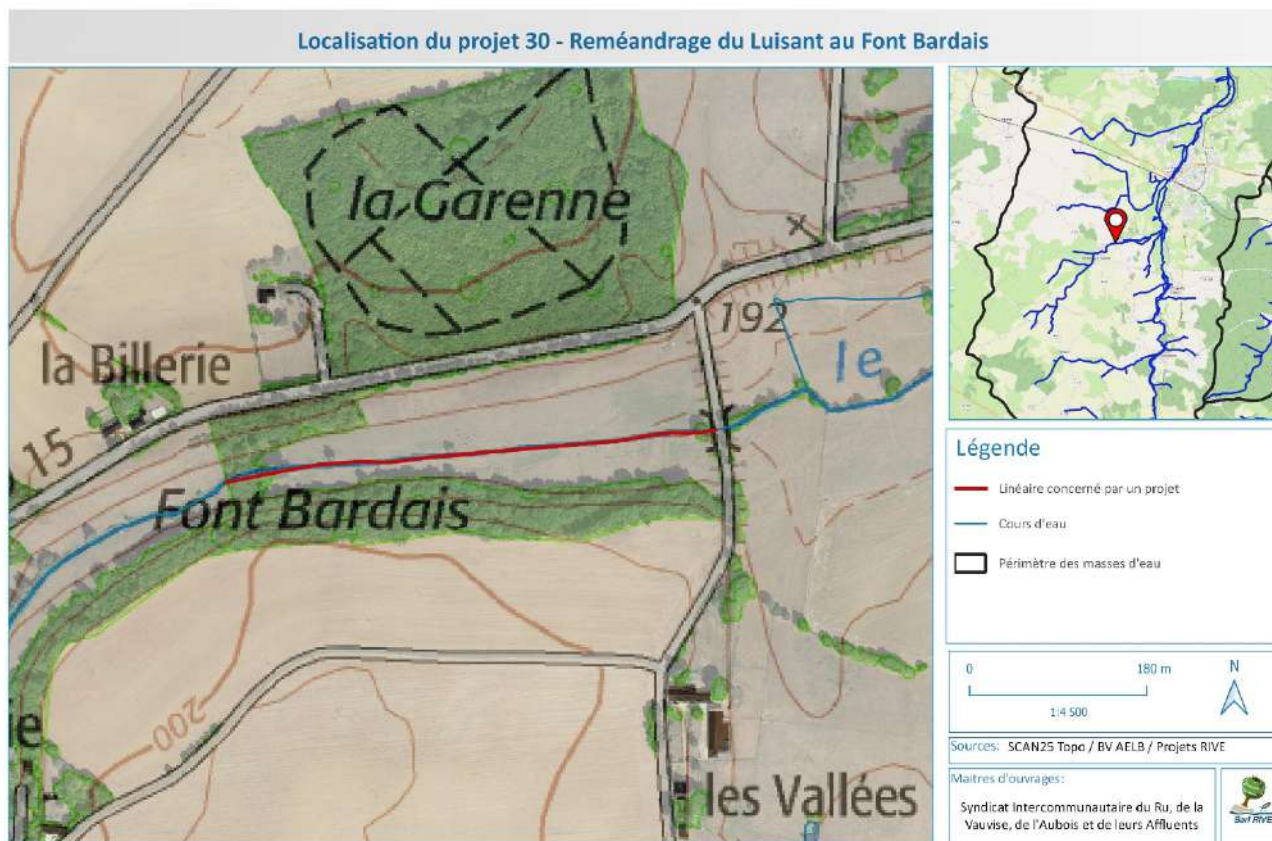 Localisation du projet 30 - Reméandrage du Luisant au Font Bardais
la Garenne
192
la Billerie
le
15
Font Bardais
200
ie
les Vallées
Légende
Linéaire concerné par un projet
Cours d'eau
Périmètre des masses d'eau
0 180 m N
1:4 500
Sources: SCAN25 Topo / BV AELB / Projets RIVE
Maitres d'ouvrages:
Syndicat Intercommunautaire du Ru, de la
Vauvise, de l'Aubois et de leurs Affluents